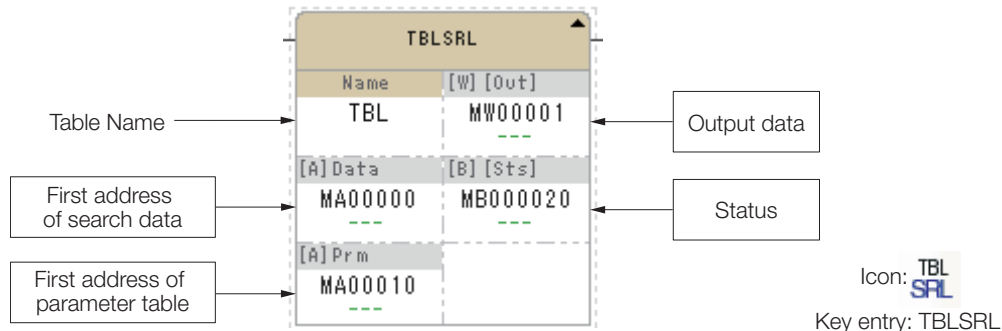 TBLSRL
Name [W] [Out]
Table Name TBL MW00001 Output data
---
[A] Data [B] [Sts]
First address of search data MA00000 MB000020 Status
--- ---
[A] Prm
First address of parameter table MA00010
---
Icon: TBL SRL
Key entry: TBLSRL